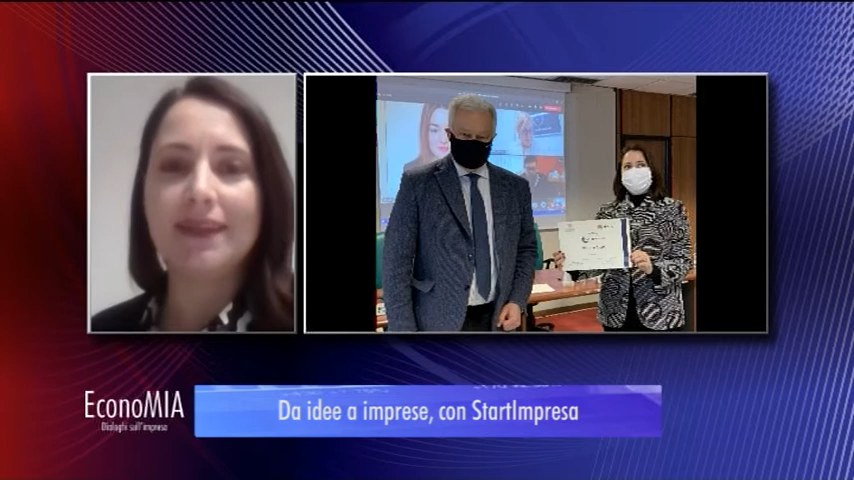 EconoMIA
Dialoghi sull'impresa
Da idee a imprese, con StartImpresa